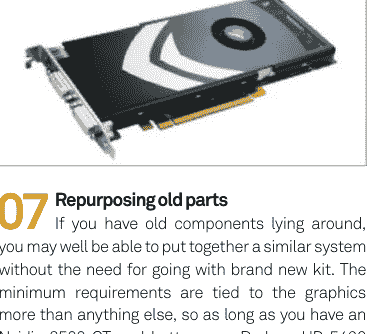 07 Repurposing old parts
If you have old components lying around,
you may well be able to put together a similar system
without the need for going with brand new kit. The
minimum requirements are tied to the graphics
more than anything else, so as long as you have an